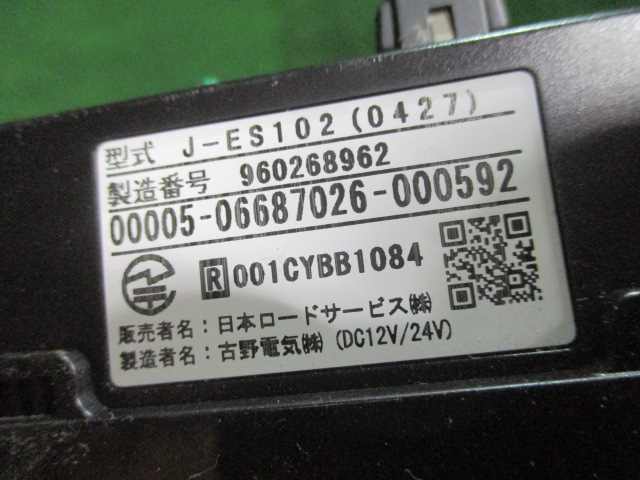 型式 J-ES102(0427)
製造番号 960268962
00005-06687026-000592
R 001CYBB1084
販売者名：日本ロードサービス㈱
製造者名：古野電気㈱ (DC12V/24V)